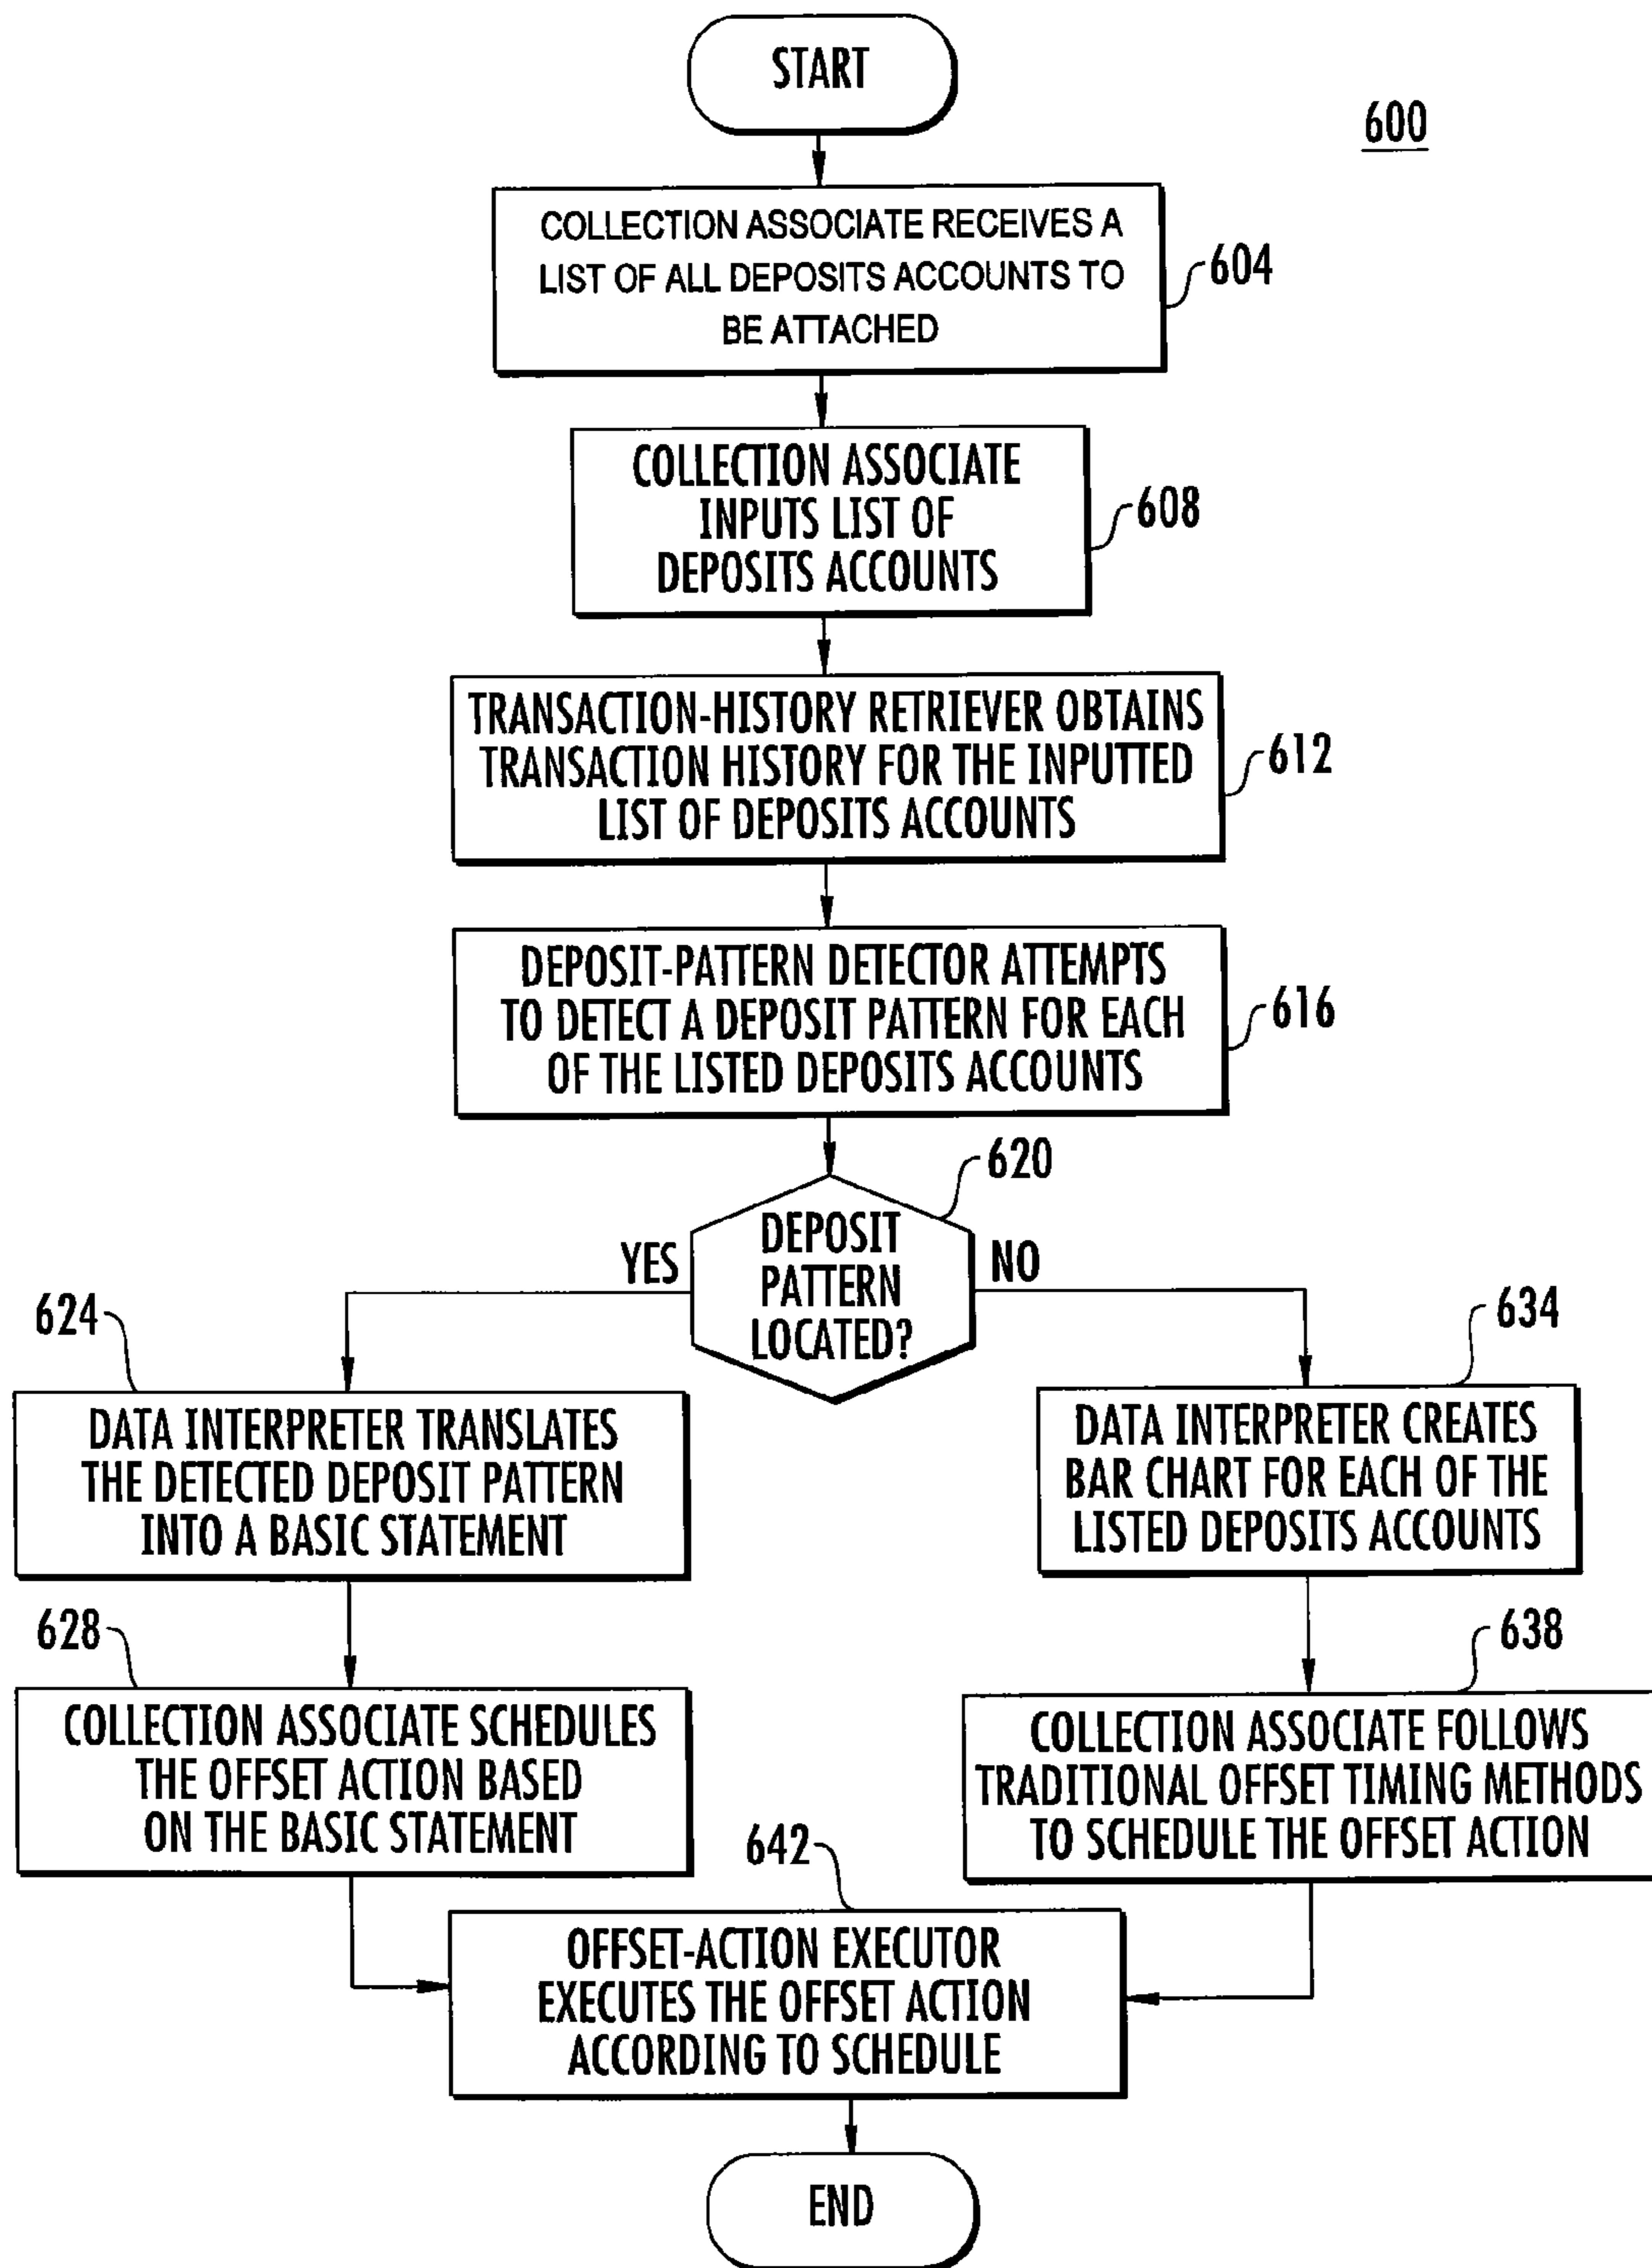 START
600
COLLECTION ASSOCIATE RECEIVES A
LIST OF ALL DEPOSITS ACCOUNTS TO
BE ATTACHED
604
COLLECTION ASSOCIATE
INPUTS LIST OF
DEPOSITS ACCOUNTS
608
TRANSACTION-HISTORY RETRIEVER OBTAINS
TRANSACTION HISTORY FOR THE INPUTTED
LIST OF DEPOSITS ACCOUNTS
612
DEPOSIT-PATTERN DETECTOR ATTEMPTS
TO DETECT A DEPOSIT PATTERN FOR EACH
OF THE LISTED DEPOSITS ACCOUNTS
616
620
DEPOSIT
PATTERN
LOCATED?
YES
NO
624
DATA INTERPRETER TRANSLATES
THE DETECTED DEPOSIT PATTERN
INTO A BASIC STATEMENT
634
DATA INTERPRETER CREATES
BAR CHART FOR EACH OF THE
LISTED DEPOSITS ACCOUNTS
628
COLLECTION ASSOCIATE SCHEDULES
THE OFFSET ACTION BASED
ON THE BASIC STATEMENT
638
COLLECTION ASSOCIATE FOLLOWS
TRADITIONAL OFFSET TIMING METHODS
TO SCHEDULE THE OFFSET ACTION
642
OFFSET-ACTION EXECUTOR
EXECUTES THE OFFSET ACTION
ACCORDING TO SCHEDULE
END